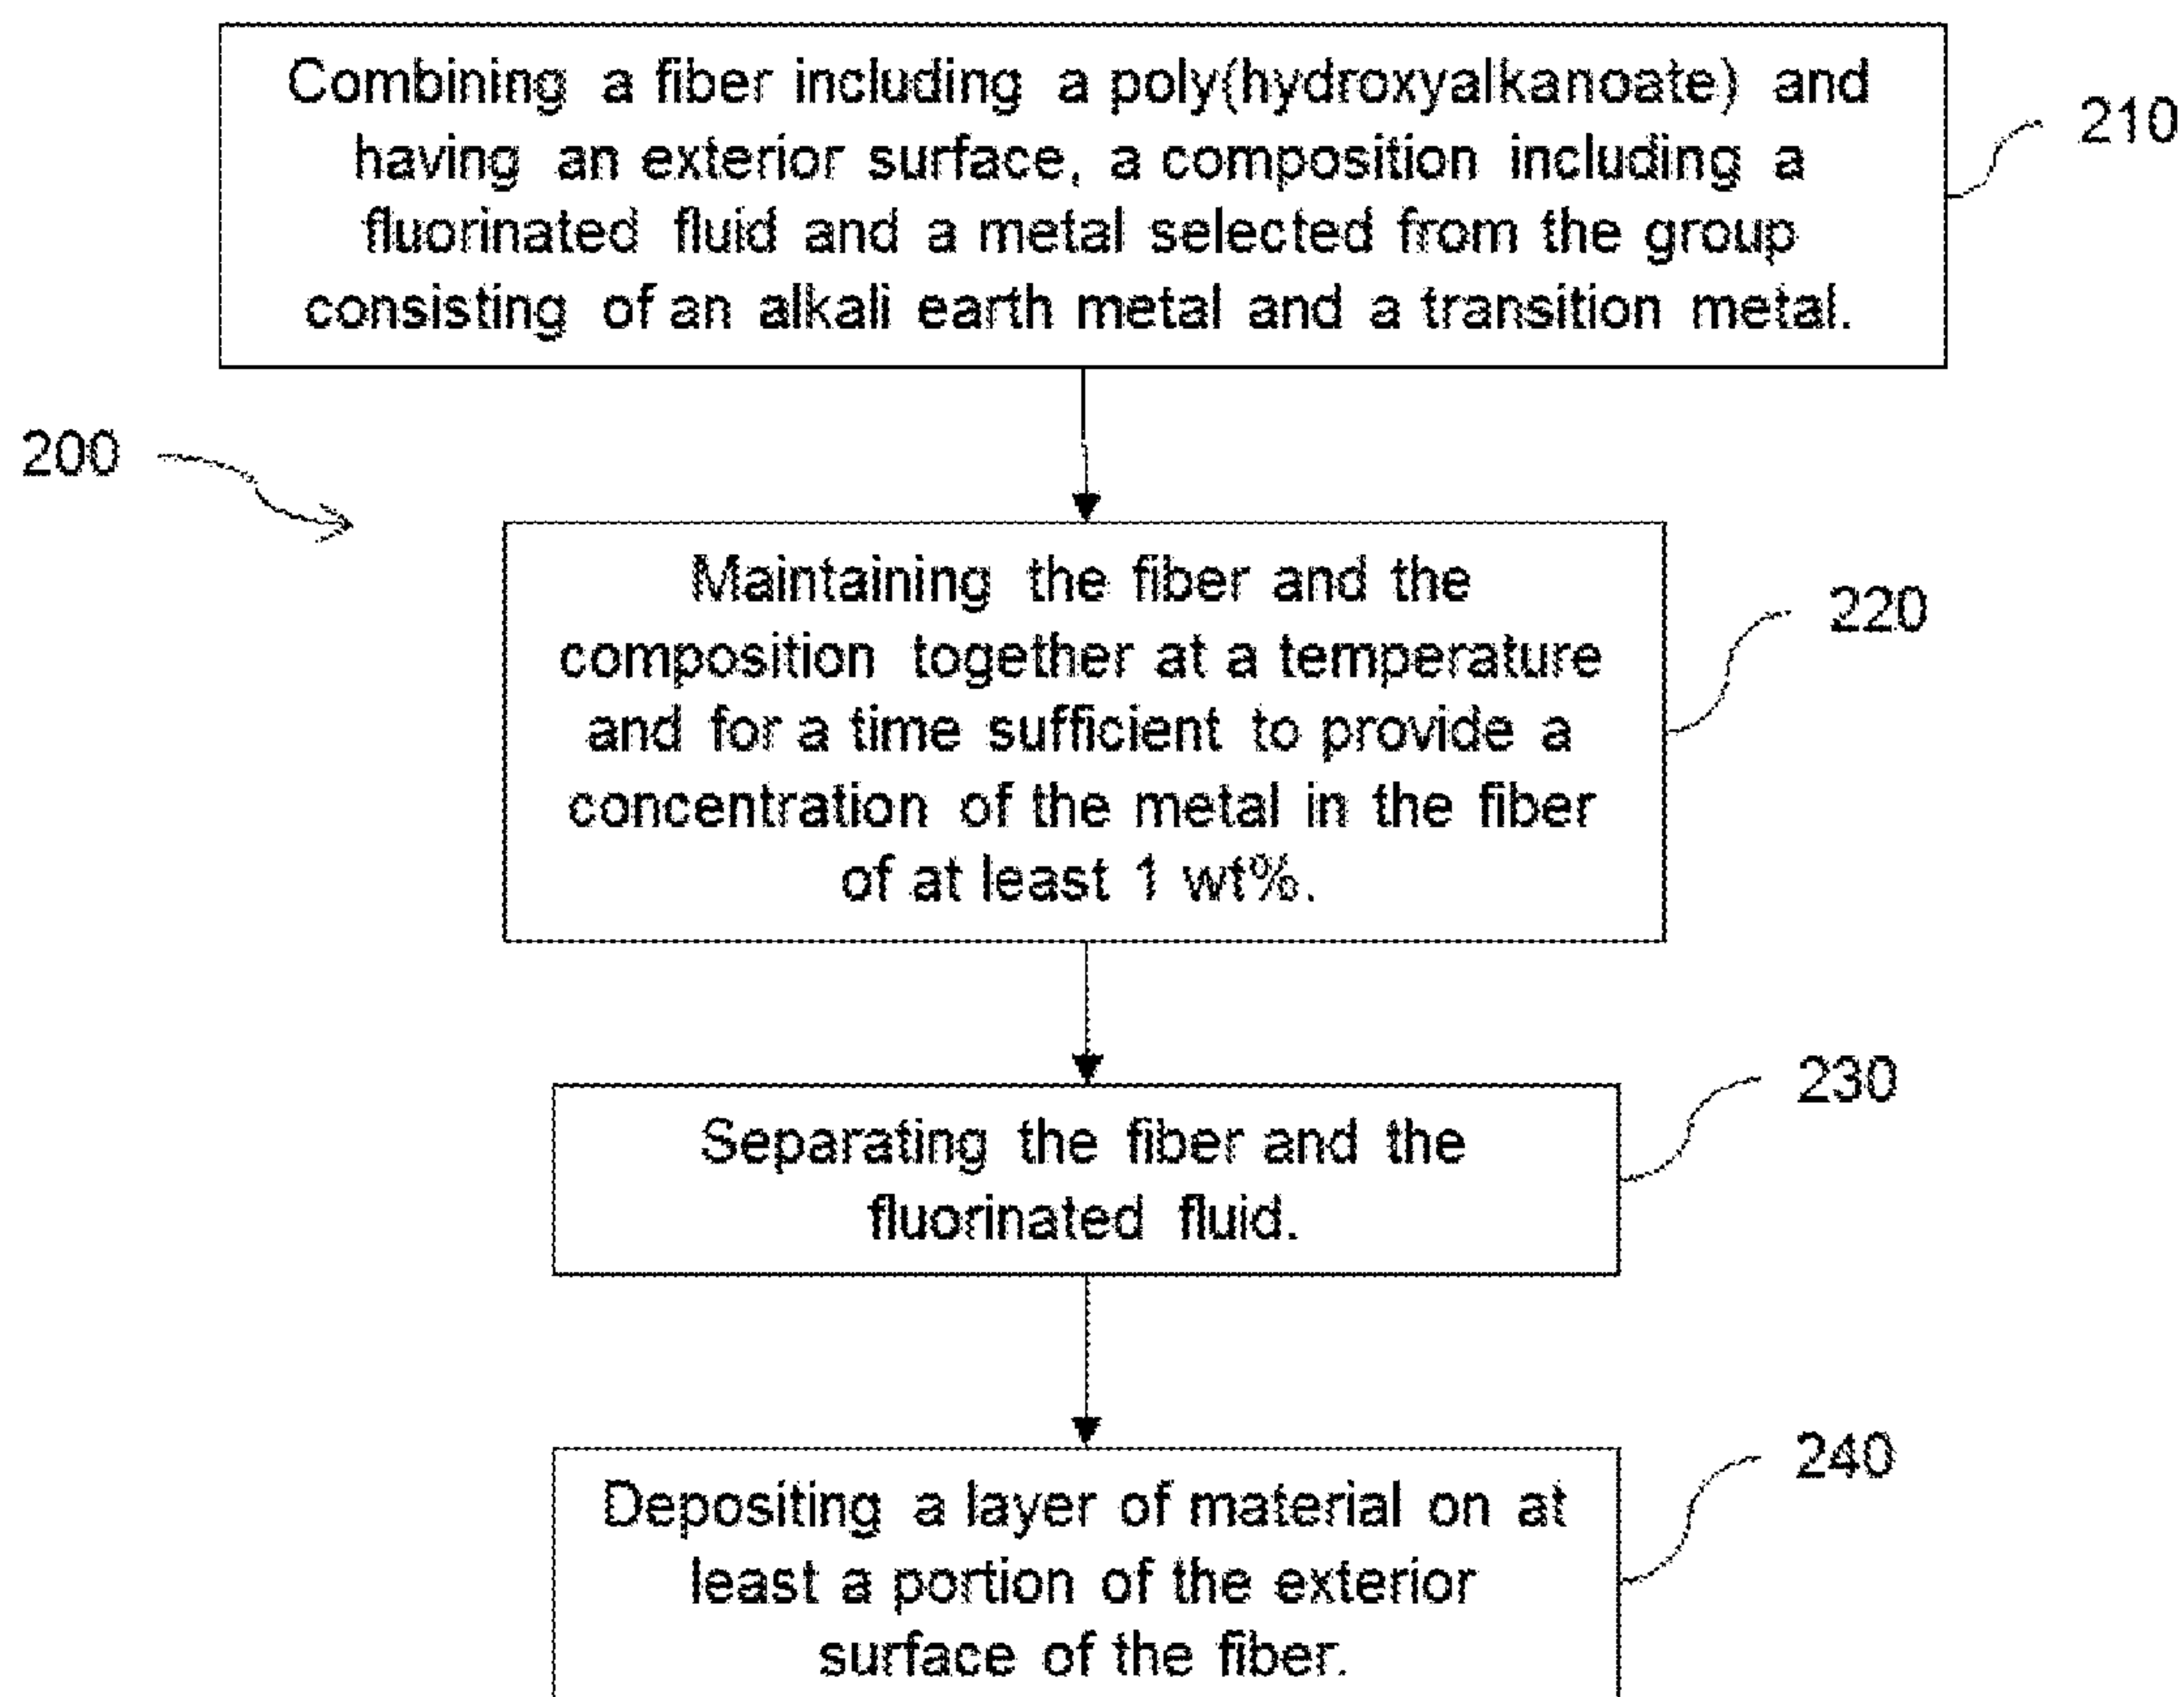 Combining a fiber including a poly(hydroxyalkanoate) and
having an exterior surface, a composition including a
fluorinated fluid and a metal selected from the group
consisting of an alkali earth metal and a transition metal.
210
200
Maintaining the fiber and the
composition together at a temperature
and for a time sufficient to provide a
concentration of the metal in the fiber
of at least 1 wt%.
220
Separating the fiber and the
fluorinated fluid.
230
Depositing a layer of material on at
least a portion of the exterior
surface of the fiber.
240